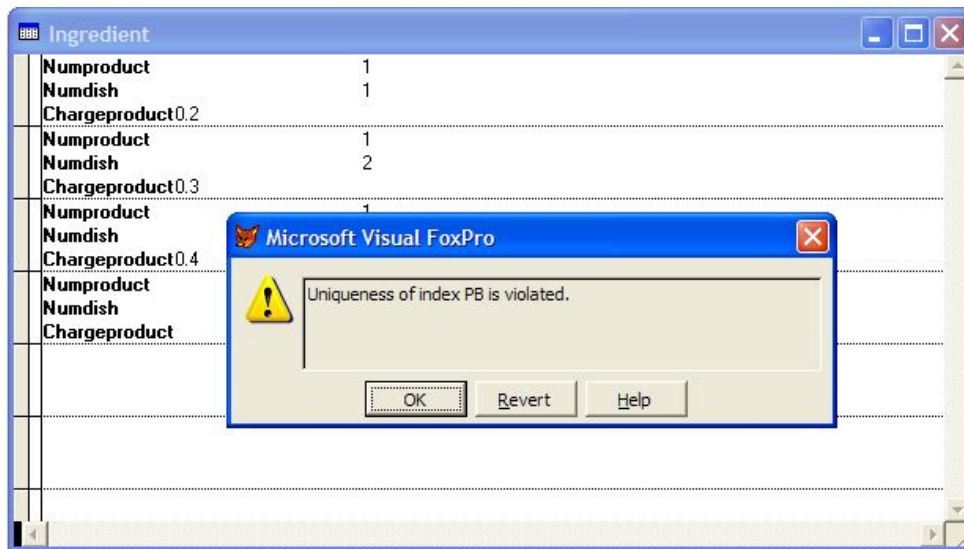 Ingredient
Numproduct 1
Numdish 1
Chargeproduct 0.2
Numproduct 1
Numdish 2
Chargeproduct 0.3
Numproduct 1
Numdish
Chargeproduct 0.4
Numproduct
Numdish
Chargeproduct
Microsoft Visual FoxPro
Uniqueness of index PB is violated.
OK Revert Help